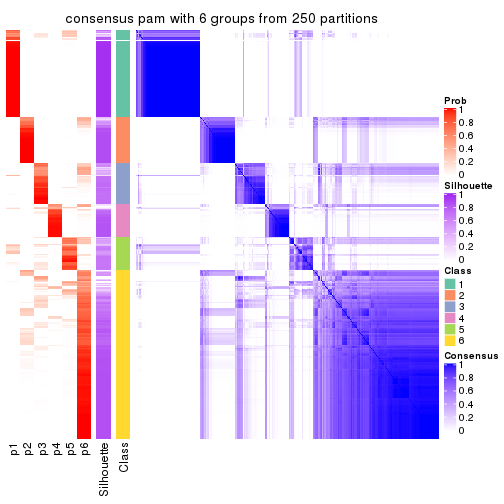 consensus pam with 6 groups from 250 partitions
Prob
1
0.8
0.6
0.4
0.2
0
Silhouette
1
0.8
0.6
0.4
0.2
0
Class
1
2
3
4
5
6
Consensus
1
0.8
0.6
0.4
0.2
0
p1
p2
p3
p4
p5
p6
Silhouette
Class